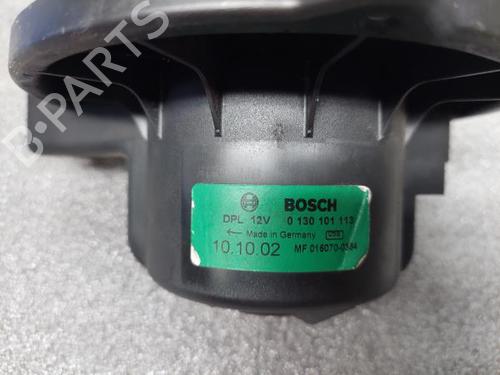 B-PARTS
BOSCH
DPL 12V 0 130 101 113
← Made in Germany
10.10.02 MF 016070-0384